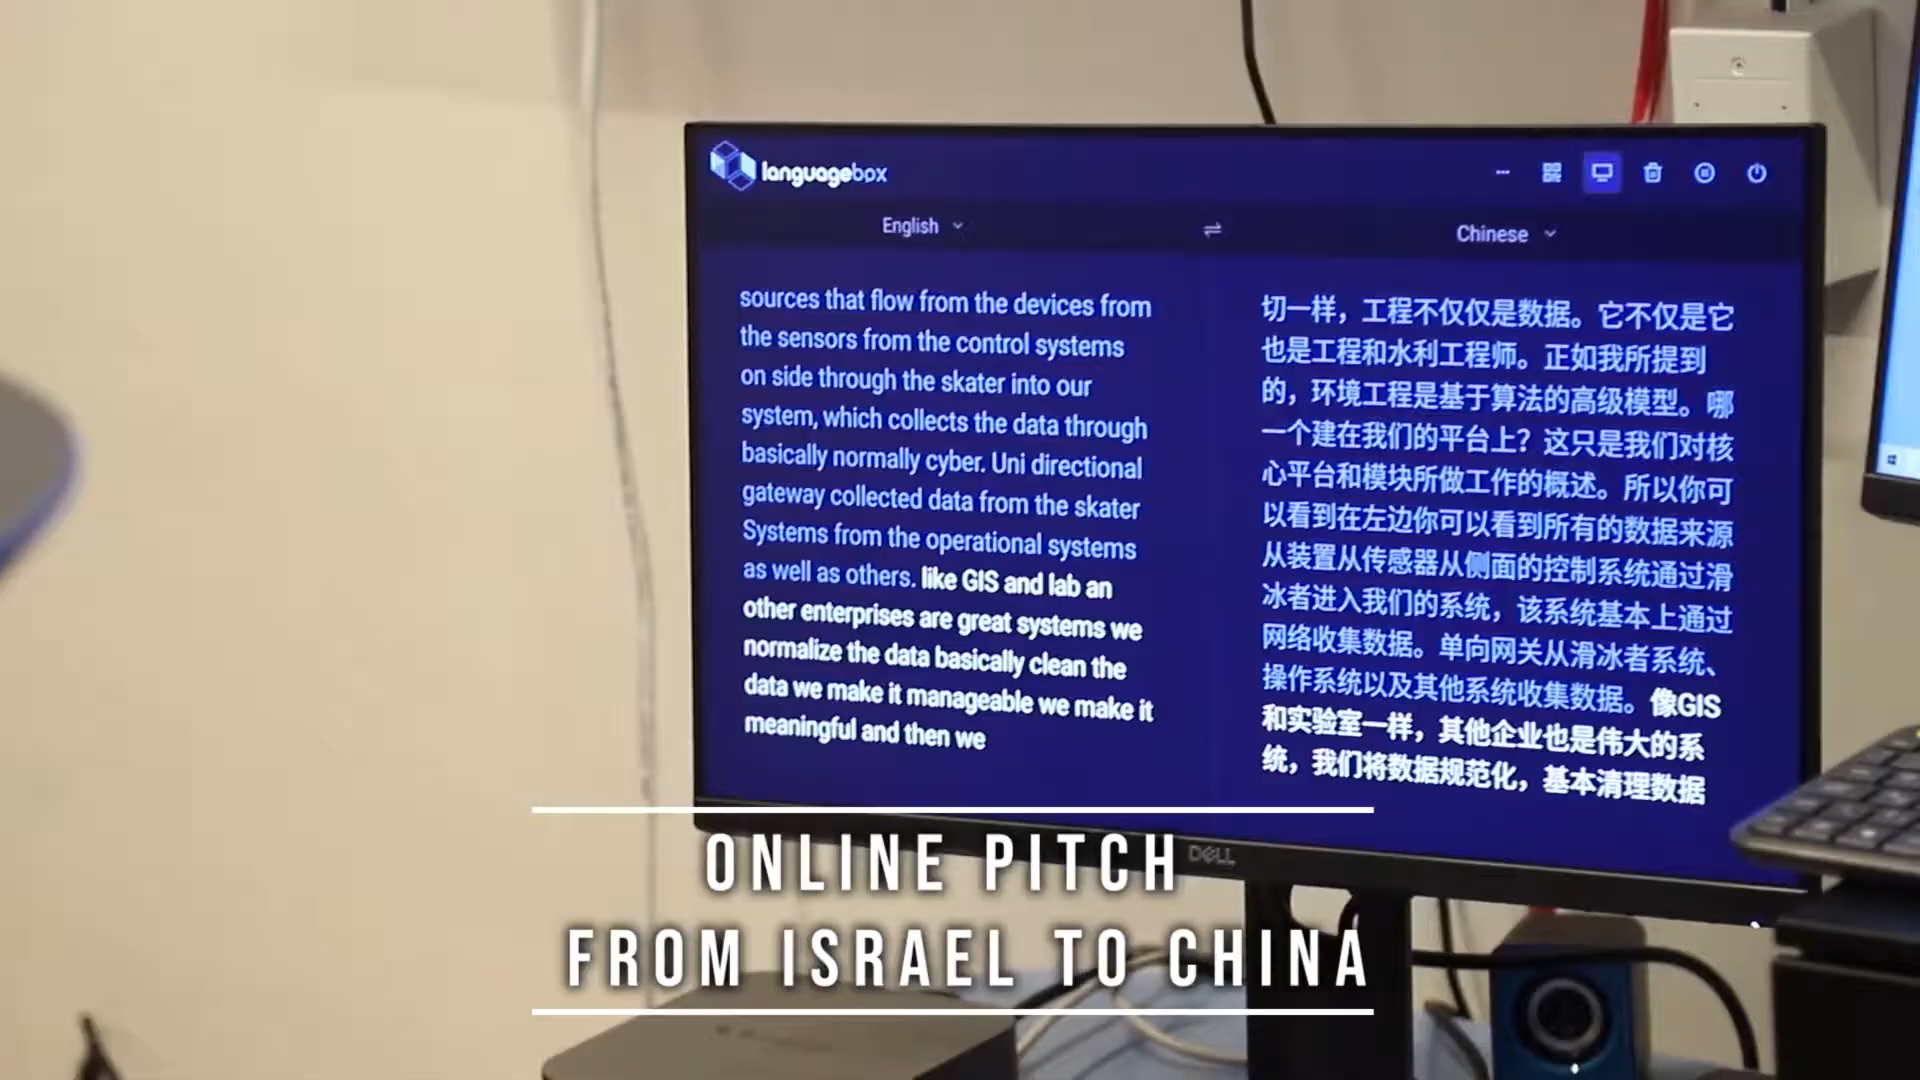 languagebox
English
Chinese
sources that flow from the devices from
the sensors from the control systems
on side through the skater into our
system, which collects the data through
basically normally cyber. Uni directional
gateway collected data from the skater
Systems from the operational systems
as well as others. like GIS and lab an
other enterprises are great systems we
normalize the data basically clean the
data we make it manageable we make it
meaningful and then we
切一样，工程不仅仅是数据。它不仅是它
也是工程和水利工程师。正如我所提到
的，环境工程是基于算法的高级模型。哪
一个建在我们的平台上？这只是我们对核
心平台和模块所做工作的概述。所以你可
以看到在左边你可以看到所有的数据来源
从装置从传感器从侧面的控制系统通过滑
冰者进入我们的系统，该系统基本上通过
网络收集数据。单向网关从滑冰者系统、
操作系统以及其他系统收集数据。像GIS
和实验室一样，其他企业也是伟大的系
统，我们将数据规范化，基本清理数据
DELL
ONLINE PITCH
FROM ISRAEL TO CHINA